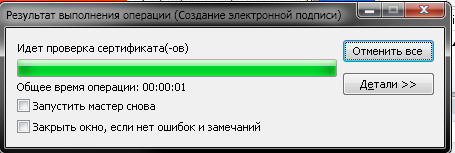 Результат выполнения операции (Создание электронной подписи)
Идет проверка сертификата(-ов)
Отменить все
Общее время операции: 00:00:01
Детали >>
Запустить мастер снова
Закрыть окно, если нет ошибок и замечаний